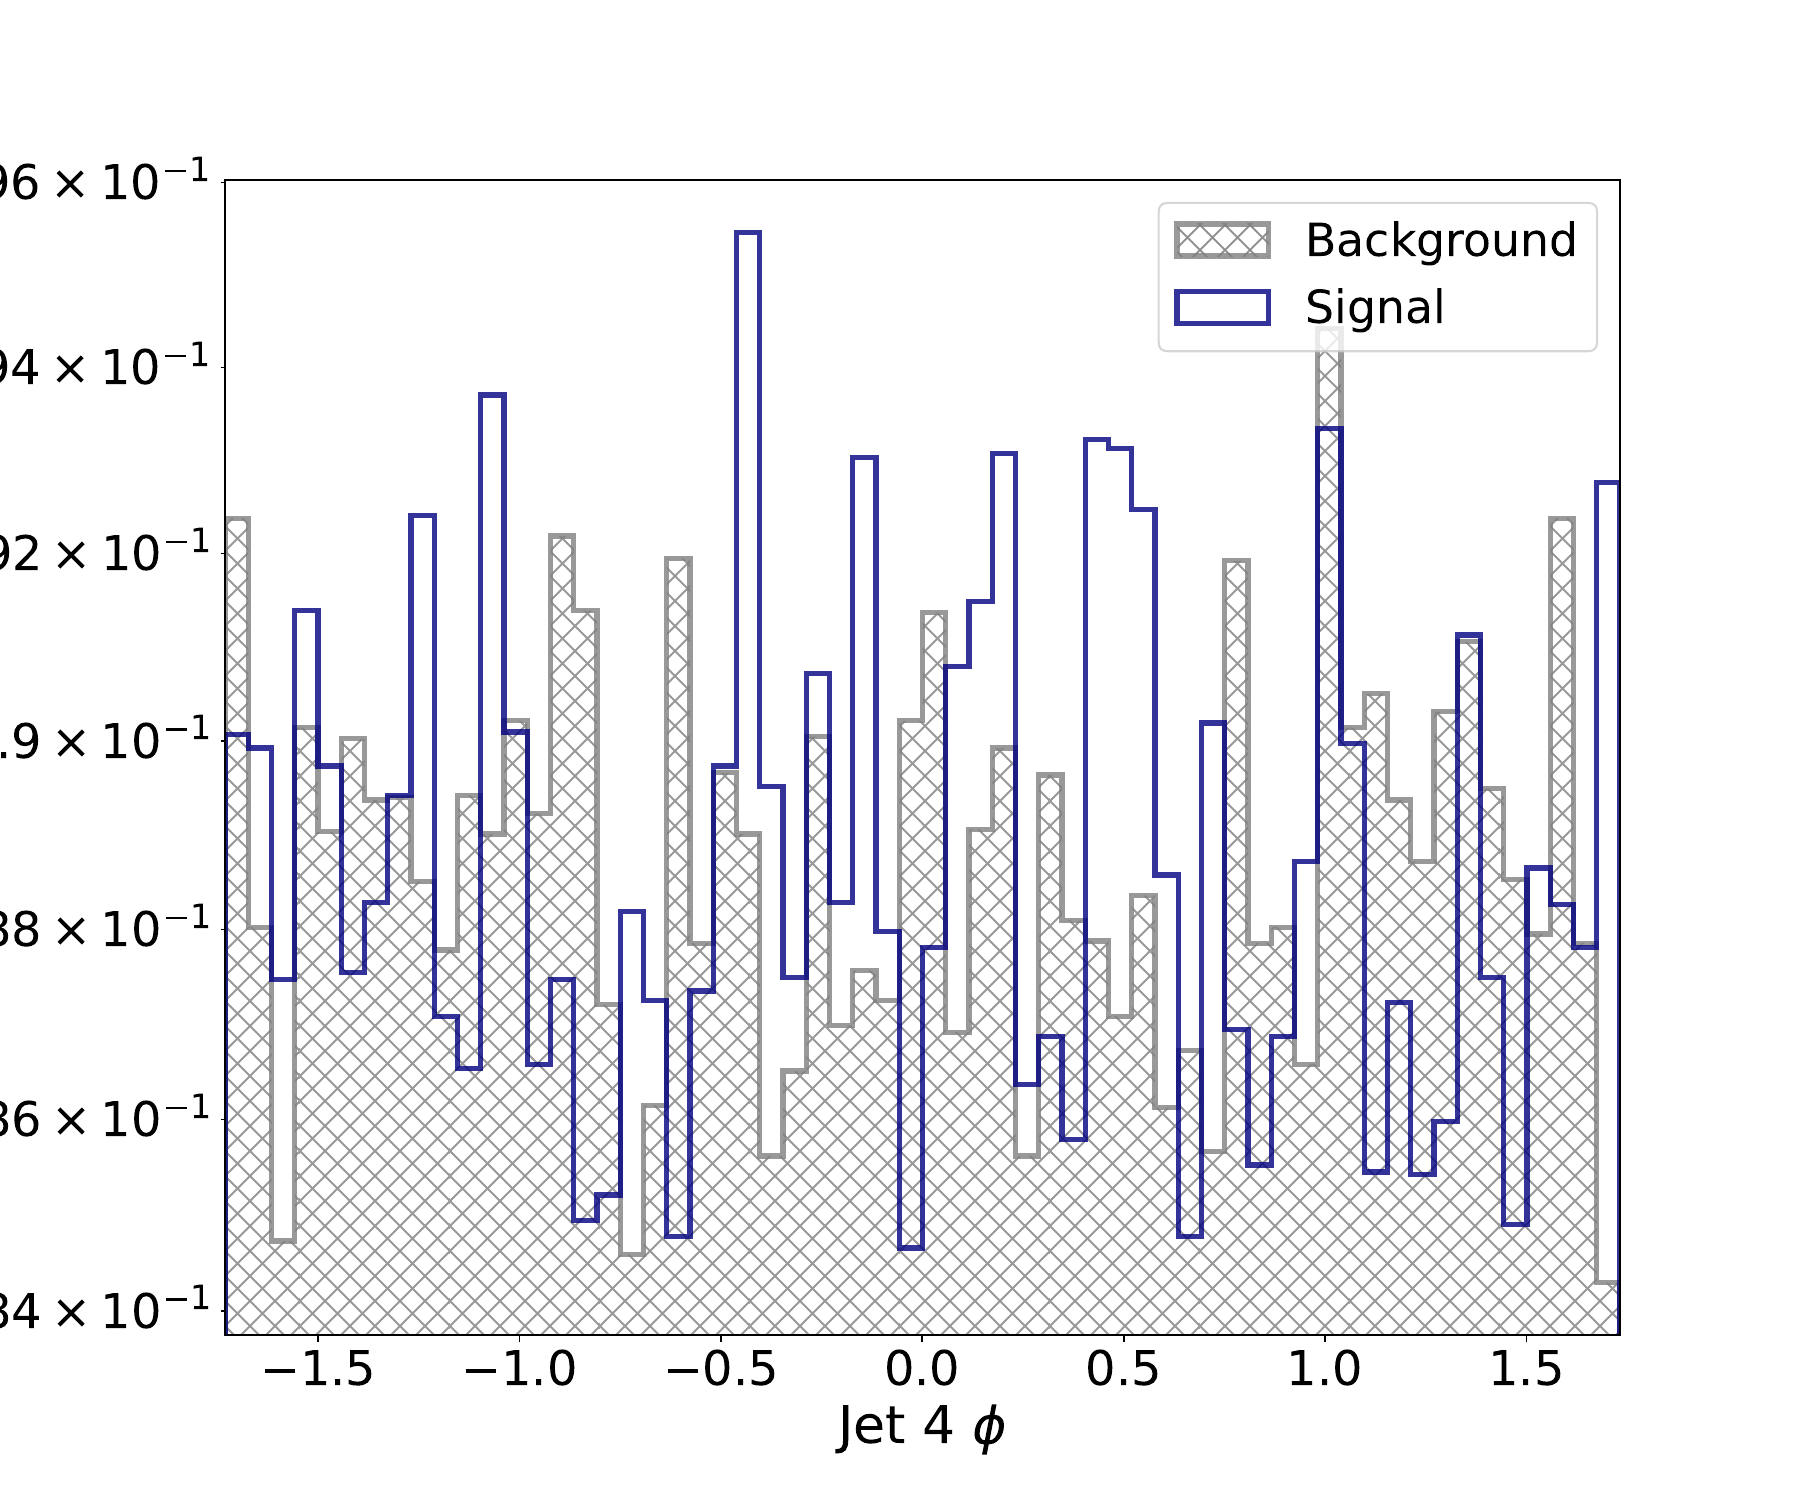 96 × 10⁻¹
94 × 10⁻¹
92 × 10⁻¹
.9 × 10⁻¹
88 × 10⁻¹
86 × 10⁻¹
84 × 10⁻¹
Background
Signal
−1.5 −1.0 −0.5 0.0 0.5 1.0 1.5
Jet 4 ϕ